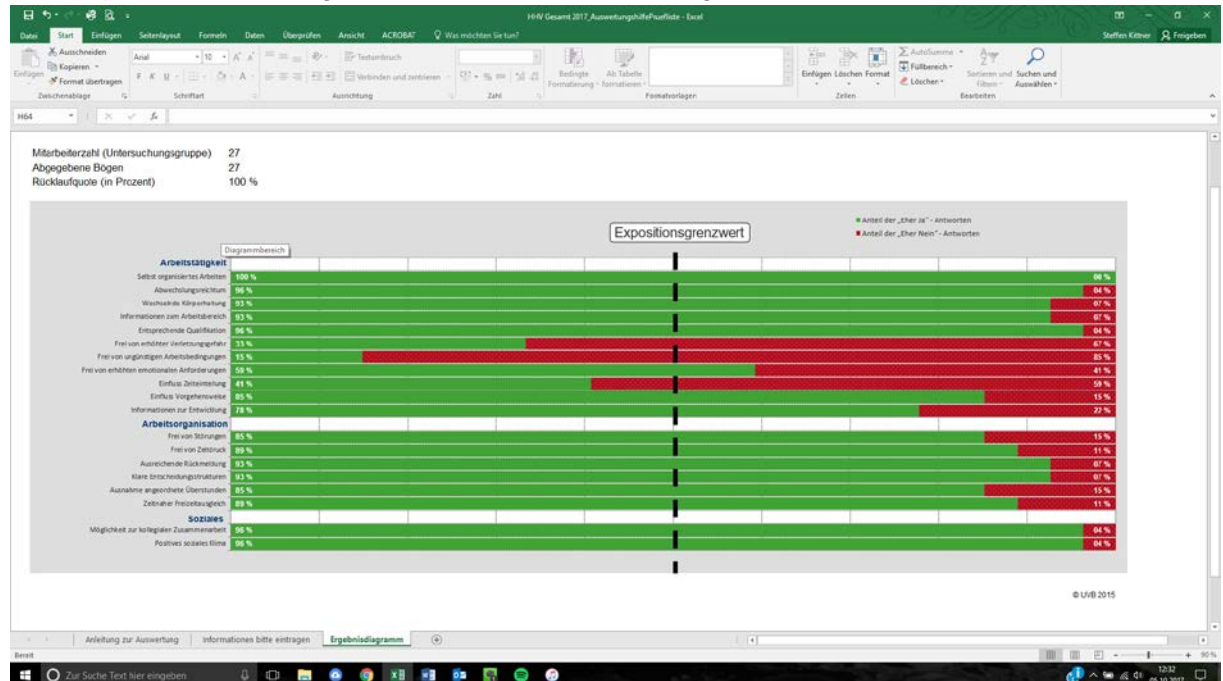 HHV Gesamt 2017_AuswertungshilfePruefliste - Excel
Datei Start Einfügen Seitenlayout Formeln Daten Überprüfen Ansicht ACROBAT Was möchten Sie tun? Steffen Kittner Freigeben
Einfügen
Ausschneiden
Kopieren
Format übertragen
Arial 10
F K U
Textumbruch
Verbinden und zentrieren
Bedingte Formatierung
Als Tabelle formatieren
Einfügen Löschen Format
AutoSumme
Füllbereich
Löschen
Sortieren und Filtern
Suchen und Auswählen
Zwischenablage Schriftart Ausrichtung Zahl Formatvorlagen Zellen Bearbeiten
H64
Mitarbeiterzahl (Untersuchungsgruppe) 27
Abgegebene Bögen 27
Rücklaufquote (in Prozent) 100 %
Anteil der „Eher Ja" - Antworten
Expositionsgrenzwert
Anteil der „Eher Nein" - Antworten
Diagrammbereich
Arbeitstätigkeit
Selbst organisiertes Arbeiten 100 % 00 %
Abwechslungsreichtum 96 % 04 %
Wechselnde Körperhaltung 93 % 07 %
Informationen zum Arbeitsbereich 93 % 07 %
Entsprechende Qualifikation 96 % 04 %
Frei von erhöhter Verletzungsgefahr 33 % 67 %
Frei von ungünstigen Arbeitsbedingungen 15 % 85 %
Frei von erhöhten emotionalen Anforderungen 59 % 41 %
Einfluss Zeiteinteilung 41 % 59 %
Einfluss Vorgehensweise 85 % 15 %
Informationen zur Entwicklung 78 % 22 %
Arbeitsorganisation
Frei von Störungen 85 % 15 %
Frei von Zeitdruck 89 % 11 %
Ausreichende Rückmeldung 93 % 07 %
Klare Entscheidungsstrukturen 93 % 07 %
Ausnahme angeordnete Überstunden 85 % 15 %
Zeitnaher Freizeitausgleich 89 % 11 %
Soziales
Möglichkeit zur kollegialer Zusammenarbeit 96 % 04 %
Positives soziales Klima 96 % 04 %
© UVB 2015
Anleitung zur Auswertung Informationen bitte eintragen Ergebnisdiagramm
Bereit 90 %
Zur Suche Text hier eingeben 12:32
05.10.2017